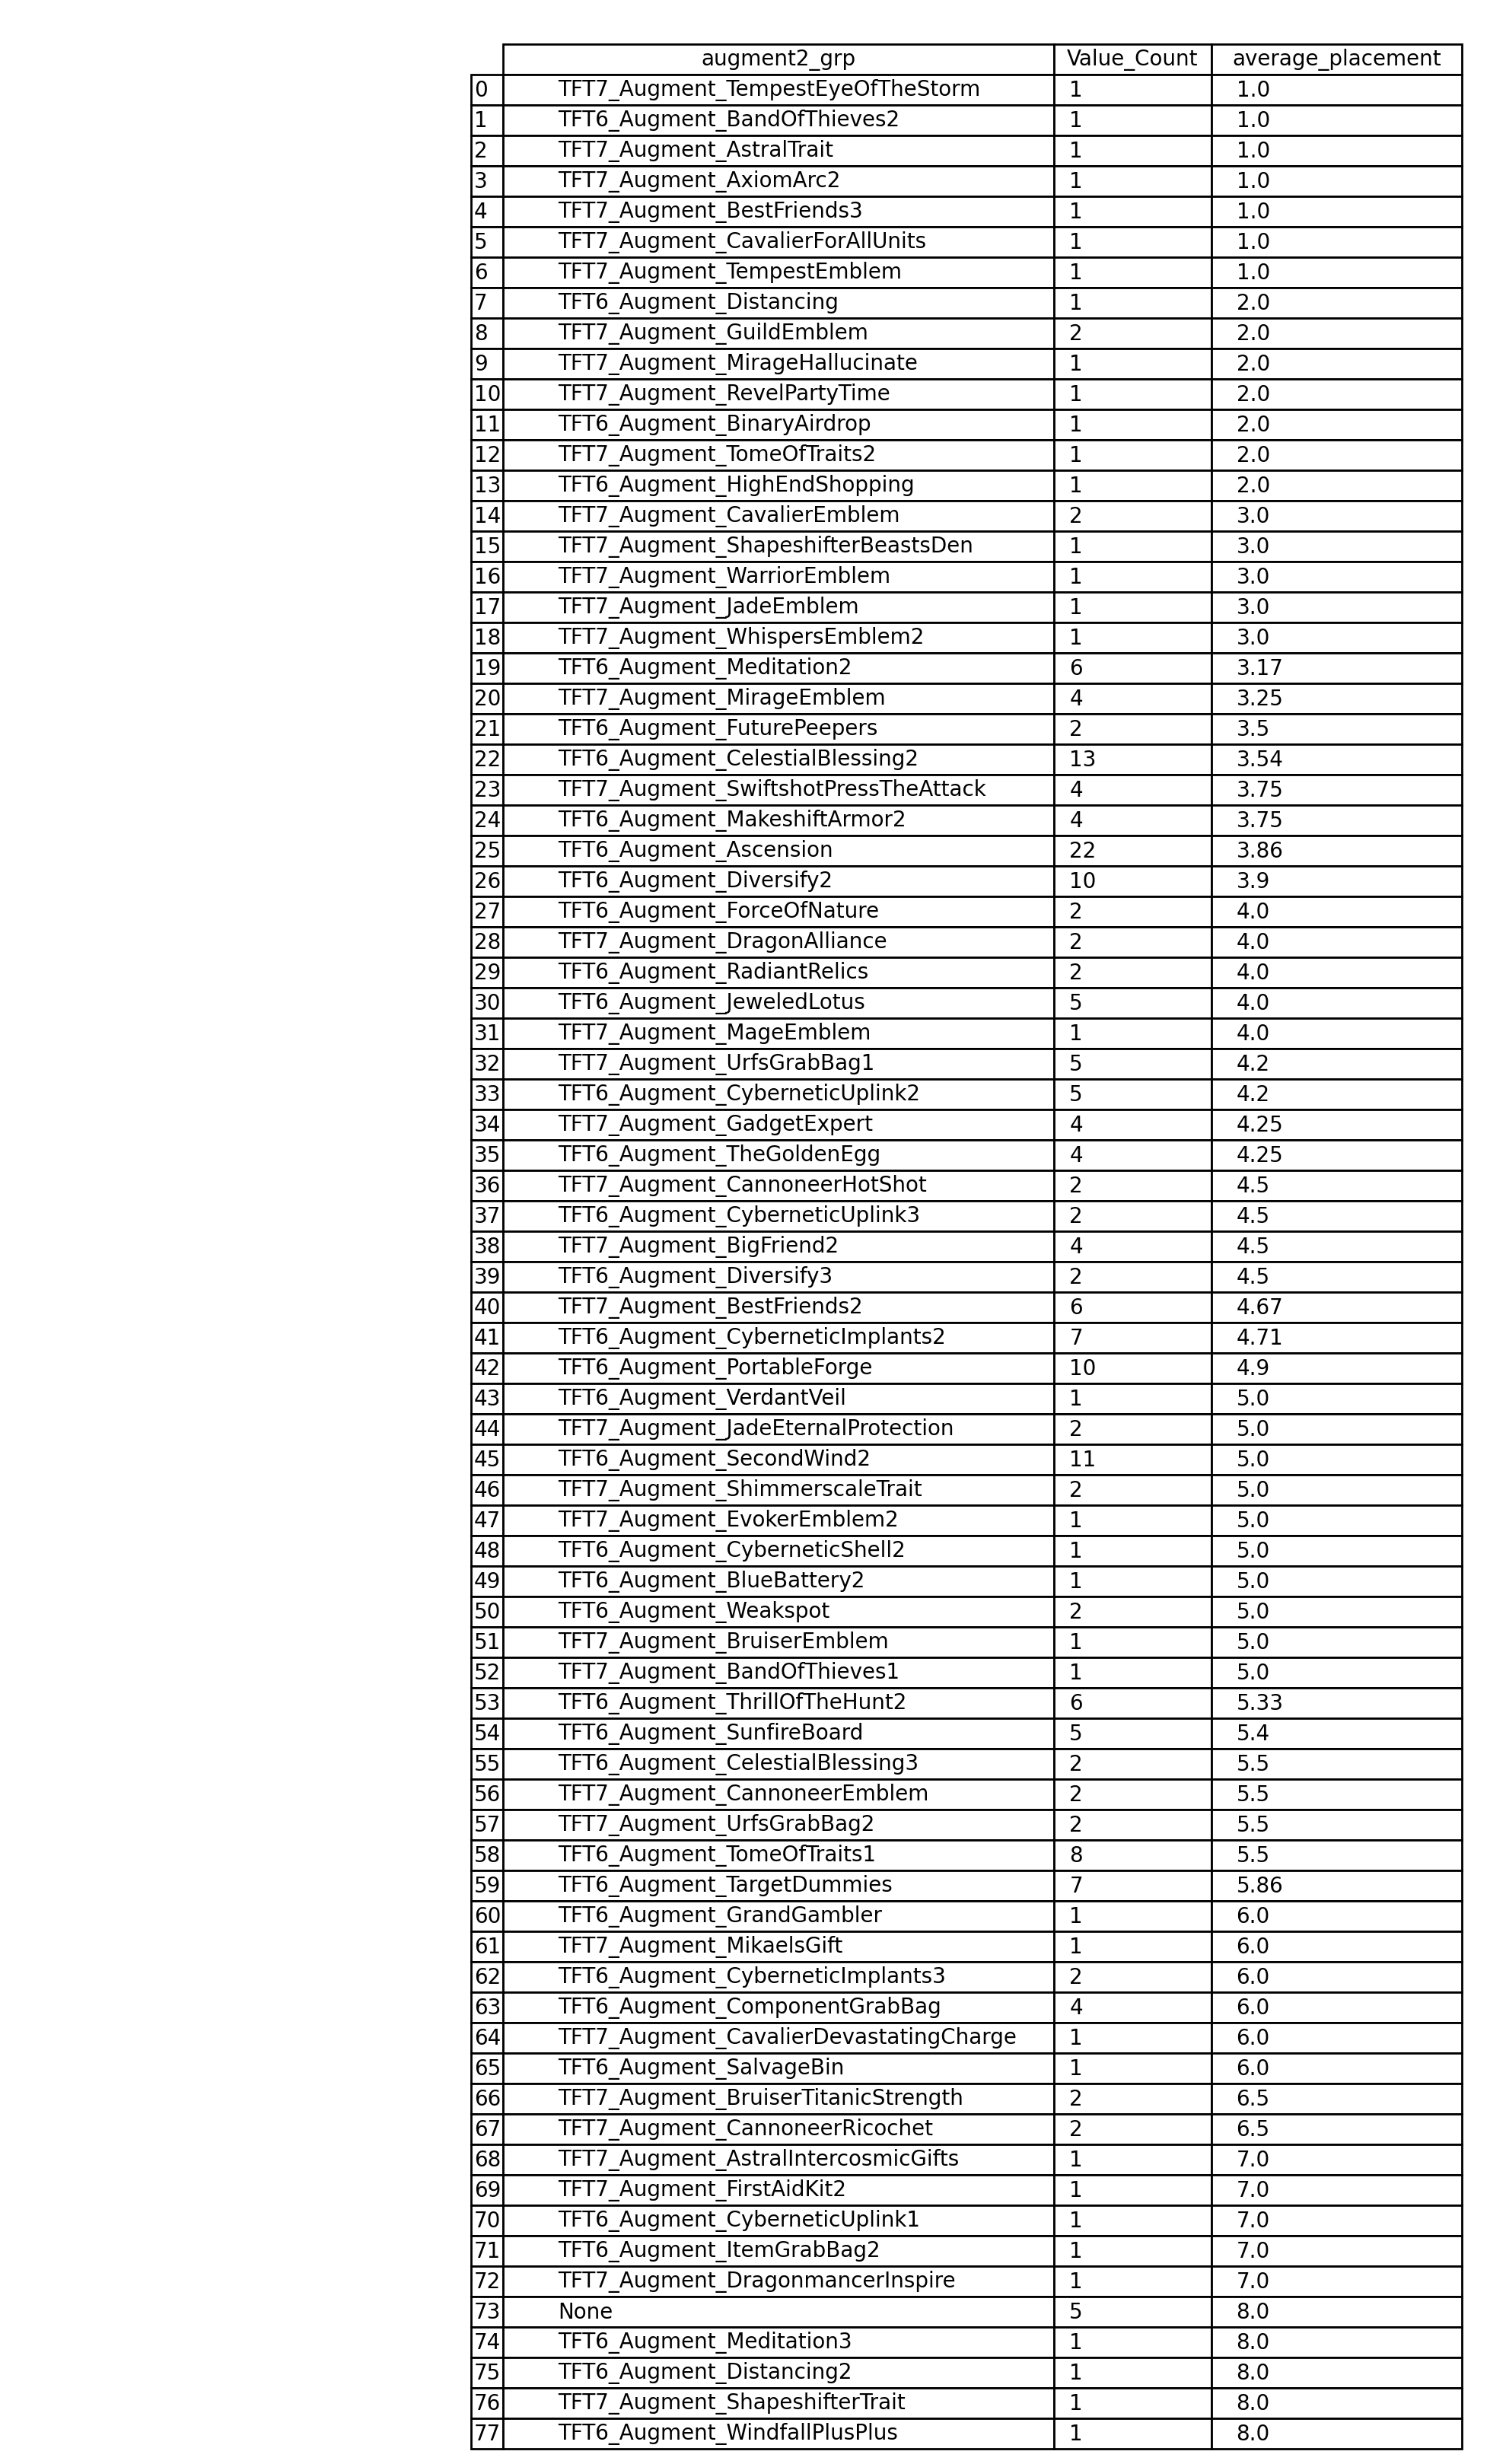 augment2_grp Value_Count average_placement
0 TFT7_Augment_TempestEyeOfTheStorm 1 1.0
1 TFT6_Augment_BandOfThieves2 1 1.0
2 TFT7_Augment_AstralTrait 1 1.0
3 TFT7_Augment_AxiomArc2 1 1.0
4 TFT7_Augment_BestFriends3 1 1.0
5 TFT7_Augment_CavalierForAllUnits 1 1.0
6 TFT7_Augment_TempestEmblem 1 1.0
7 TFT6_Augment_Distancing 1 2.0
8 TFT7_Augment_GuildEmblem 2 2.0
9 TFT7_Augment_MirageHallucinate 1 2.0
10 TFT7_Augment_RevelPartyTime 1 2.0
11 TFT6_Augment_BinaryAirdrop 1 2.0
12 TFT7_Augment_TomeOfTraits2 1 2.0
13 TFT6_Augment_HighEndShopping 1 2.0
14 TFT7_Augment_CavalierEmblem 2 3.0
15 TFT7_Augment_ShapeshifterBeastsDen 1 3.0
16 TFT7_Augment_WarriorEmblem 1 3.0
17 TFT7_Augment_JadeEmblem 1 3.0
18 TFT7_Augment_WhispersEmblem2 1 3.0
19 TFT6_Augment_Meditation2 6 3.17
20 TFT7_Augment_MirageEmblem 4 3.25
21 TFT6_Augment_FuturePeepers 2 3.5
22 TFT6_Augment_CelestialBlessing2 13 3.54
23 TFT7_Augment_SwiftshotPressTheAttack 4 3.75
24 TFT6_Augment_MakeshiftArmor2 4 3.75
25 TFT6_Augment_Ascension 22 3.86
26 TFT6_Augment_Diversify2 10 3.9
27 TFT6_Augment_ForceOfNature 2 4.0
28 TFT7_Augment_DragonAlliance 2 4.0
29 TFT6_Augment_RadiantRelics 2 4.0
30 TFT6_Augment_JeweledLotus 5 4.0
31 TFT7_Augment_MageEmblem 1 4.0
32 TFT7_Augment_UrfsGrabBag1 5 4.2
33 TFT6_Augment_CyberneticUplink2 5 4.2
34 TFT7_Augment_GadgetExpert 4 4.25
35 TFT6_Augment_TheGoldenEgg 4 4.25
36 TFT7_Augment_CannoneerHotShot 2 4.5
37 TFT6_Augment_CyberneticUplink3 2 4.5
38 TFT7_Augment_BigFriend2 4 4.5
39 TFT6_Augment_Diversify3 2 4.5
40 TFT7_Augment_BestFriends2 6 4.67
41 TFT6_Augment_CyberneticImplants2 7 4.71
42 TFT6_Augment_PortableForge 10 4.9
43 TFT6_Augment_VerdantVeil 1 5.0
44 TFT7_Augment_JadeEternalProtection 2 5.0
45 TFT6_Augment_SecondWind2 11 5.0
46 TFT7_Augment_ShimmerscaleTrait 2 5.0
47 TFT7_Augment_EvokerEmblem2 1 5.0
48 TFT6_Augment_CyberneticShell2 1 5.0
49 TFT6_Augment_BlueBattery2 1 5.0
50 TFT6_Augment_Weakspot 2 5.0
51 TFT7_Augment_BruiserEmblem 1 5.0
52 TFT7_Augment_BandOfThieves1 1 5.0
53 TFT6_Augment_ThrillOfTheHunt2 6 5.33
54 TFT6_Augment_SunfireBoard 5 5.4
55 TFT6_Augment_CelestialBlessing3 2 5.5
56 TFT7_Augment_CannoneerEmblem 2 5.5
57 TFT7_Augment_UrfsGrabBag2 2 5.5
58 TFT6_Augment_TomeOfTraits1 8 5.5
59 TFT6_Augment_TargetDummies 7 5.86
60 TFT6_Augment_GrandGambler 1 6.0
61 TFT7_Augment_MikaelsGift 1 6.0
62 TFT6_Augment_CyberneticImplants3 2 6.0
63 TFT6_Augment_ComponentGrabBag 4 6.0
64 TFT7_Augment_CavalierDevastatingCharge 1 6.0
65 TFT6_Augment_SalvageBin 1 6.0
66 TFT7_Augment_BruiserTitanicStrength 2 6.5
67 TFT7_Augment_CannoneerRicochet 2 6.5
68 TFT7_Augment_AstralIntercosmicGifts 1 7.0
69 TFT7_Augment_FirstAidKit2 1 7.0
70 TFT6_Augment_CyberneticUplink1 1 7.0
71 TFT6_Augment_ItemGrabBag2 1 7.0
72 TFT7_Augment_DragonmancerInspire 1 7.0
73 None 5 8.0
74 TFT6_Augment_Meditation3 1 8.0
75 TFT6_Augment_Distancing2 1 8.0
76 TFT7_Augment_ShapeshifterTrait 1 8.0
77 TFT6_Augment_WindfallPlusPlus 1 8.0